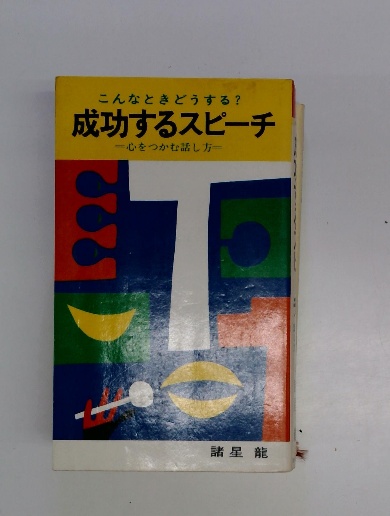 こんなときどうする?
成功するスピーチ
=心をつかむ話し方=
諸星 龍